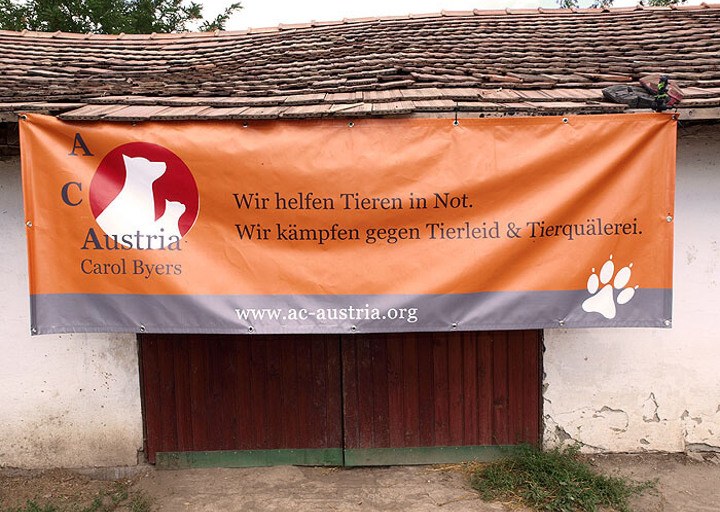 A
C
Austria
Carol Byers
Wir helfen Tieren in Not.
Wir kämpfen gegen Tierleid & Tierquälerei.
www.ac-austria.org